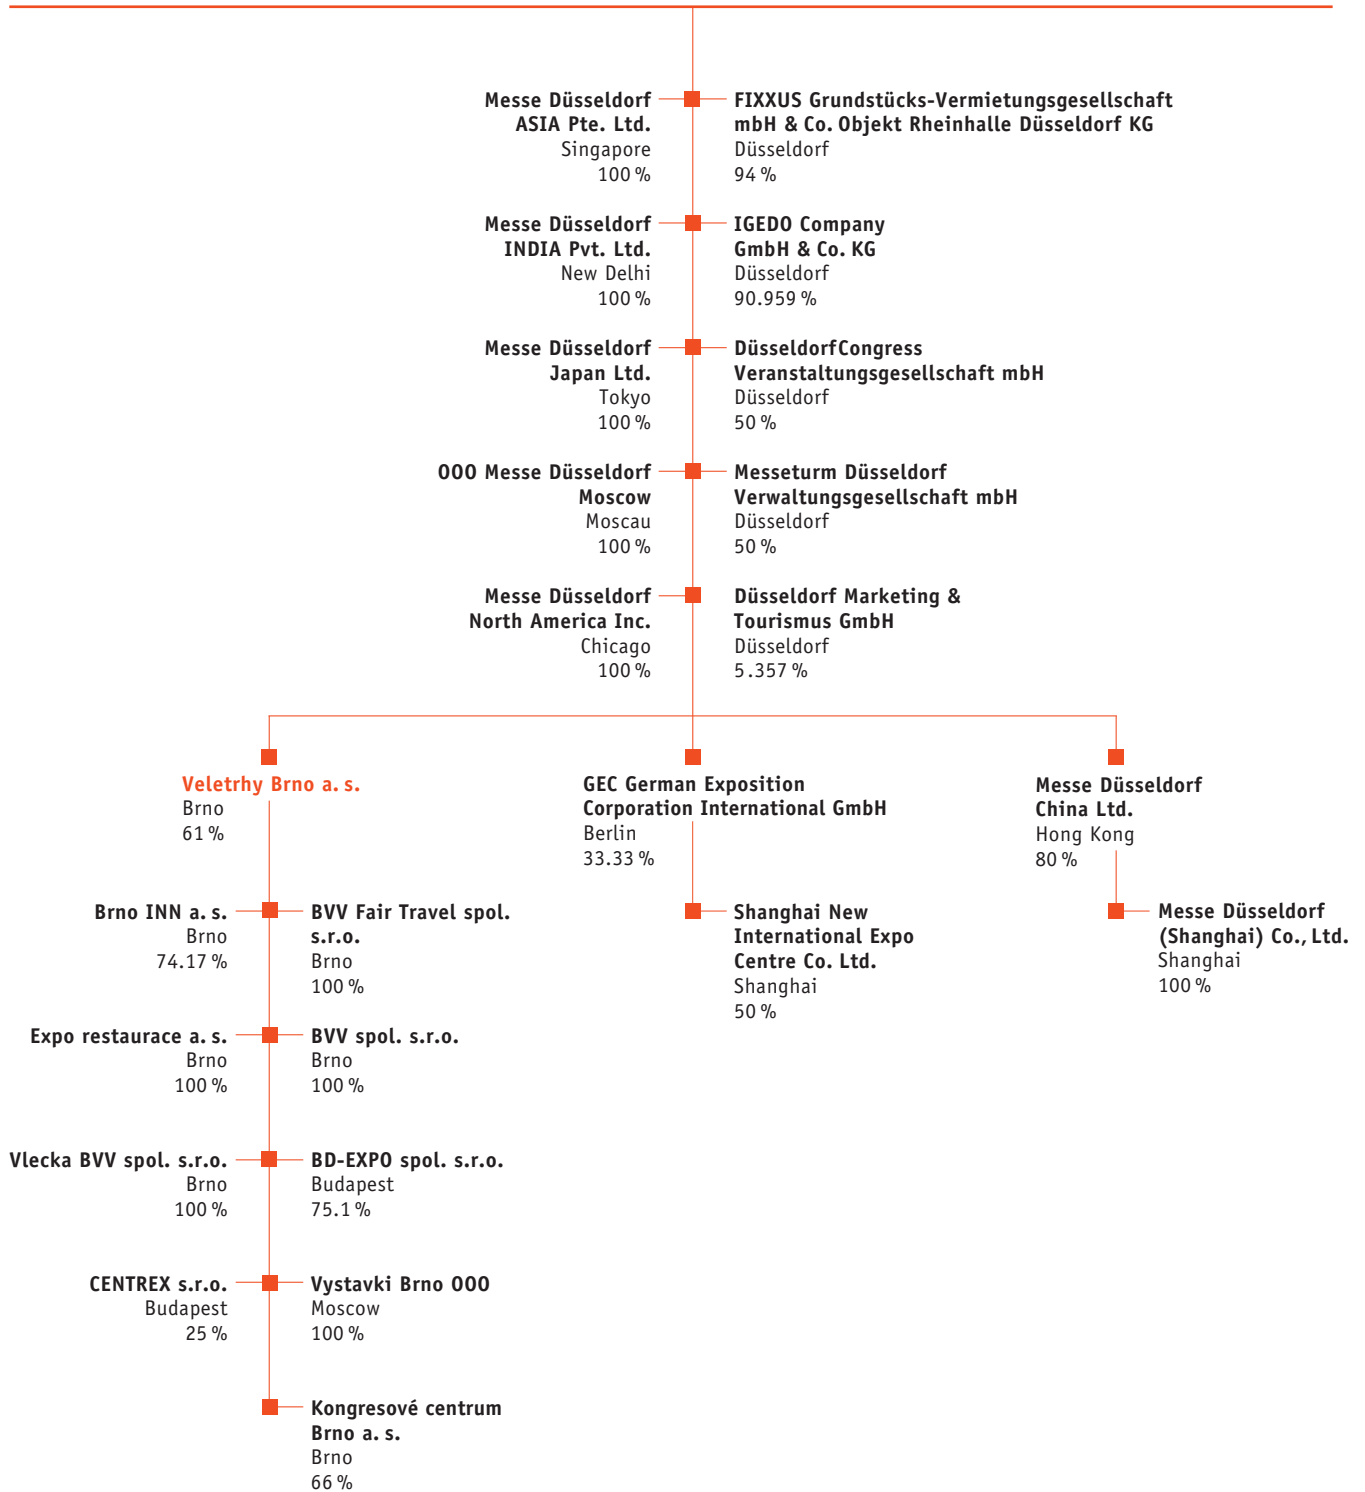 Messe Düsseldorf
ASIA Pte. Ltd.
Singapore
100 %
FIXXUS Grundstücks-Vermietungsgesellschaft
mbH & Co. Objekt Rheinhalle Düsseldorf KG
Düsseldorf
94 %
Messe Düsseldorf
INDIA Pvt. Ltd.
New Delhi
100 %
IGEDO Company
GmbH & Co. KG
Düsseldorf
90.959 %
Messe Düsseldorf
Japan Ltd.
Tokyo
100 %
DüsseldorfCongress
Veranstaltungsgesellschaft mbH
Düsseldorf
50 %
OOO Messe Düsseldorf
Moscow
Moscau
100 %
Messeturm Düsseldorf
Verwaltungsgesellschaft mbH
Düsseldorf
50 %
Messe Düsseldorf
North America Inc.
Chicago
100 %
Düsseldorf Marketing &
Tourismus GmbH
Düsseldorf
5.357 %
Veletrhy Brno a. s.
Brno
61 %
GEC German Exposition
Corporation International GmbH
Berlin
33.33 %
Messe Düsseldorf
China Ltd.
Hong Kong
80 %
Brno INN a. s.
Brno
74.17 %
BVV Fair Travel spol.
s.r.o.
Brno
100 %
Shanghai New
International Expo
Centre Co. Ltd.
Shanghai
50 %
Messe Düsseldorf
(Shanghai) Co., Ltd.
Shanghai
100 %
Expo restaurace a. s.
Brno
100 %
BVV spol. s.r.o.
Brno
100 %
Vlecka BVV spol. s.r.o.
Brno
100 %
BD-EXPO spol. s.r.o.
Budapest
75.1 %
CENTREX s.r.o.
Budapest
25 %
Vystavki Brno OOO
Moscow
100 %
Kongresové centrum
Brno a. s.
Brno
66 %